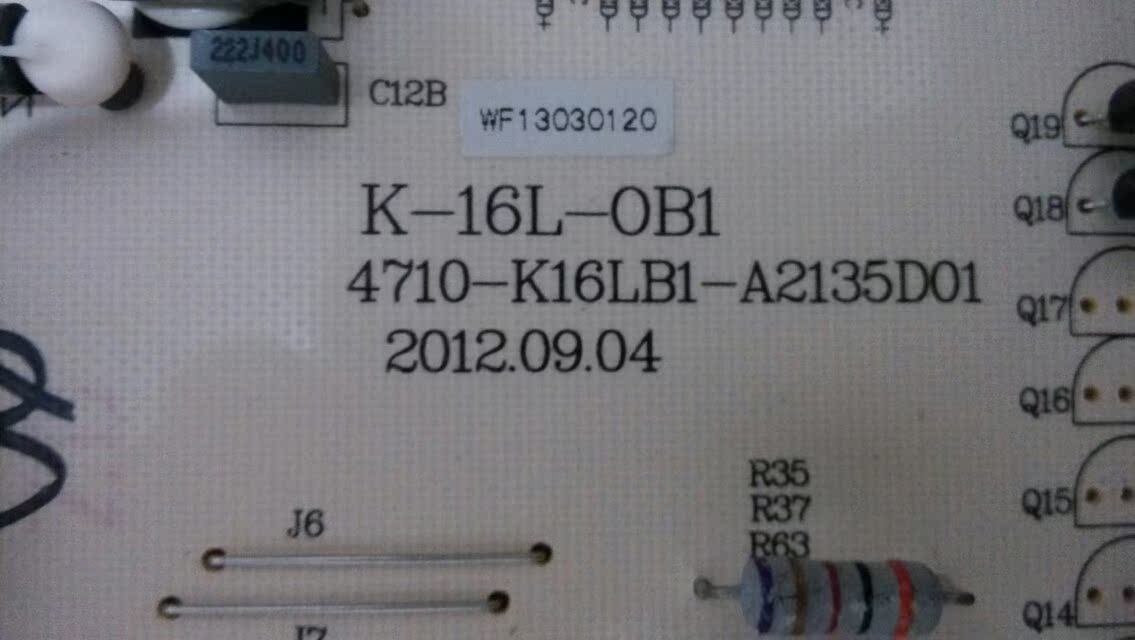 222J400
C12B
WF13030120
K-16L-OB1
4710-K16LB1-A2135D01
2012.09.04
Q19
Q18
Q17
Q16
Q15
Q14
R35
R37
R63
J6
J7